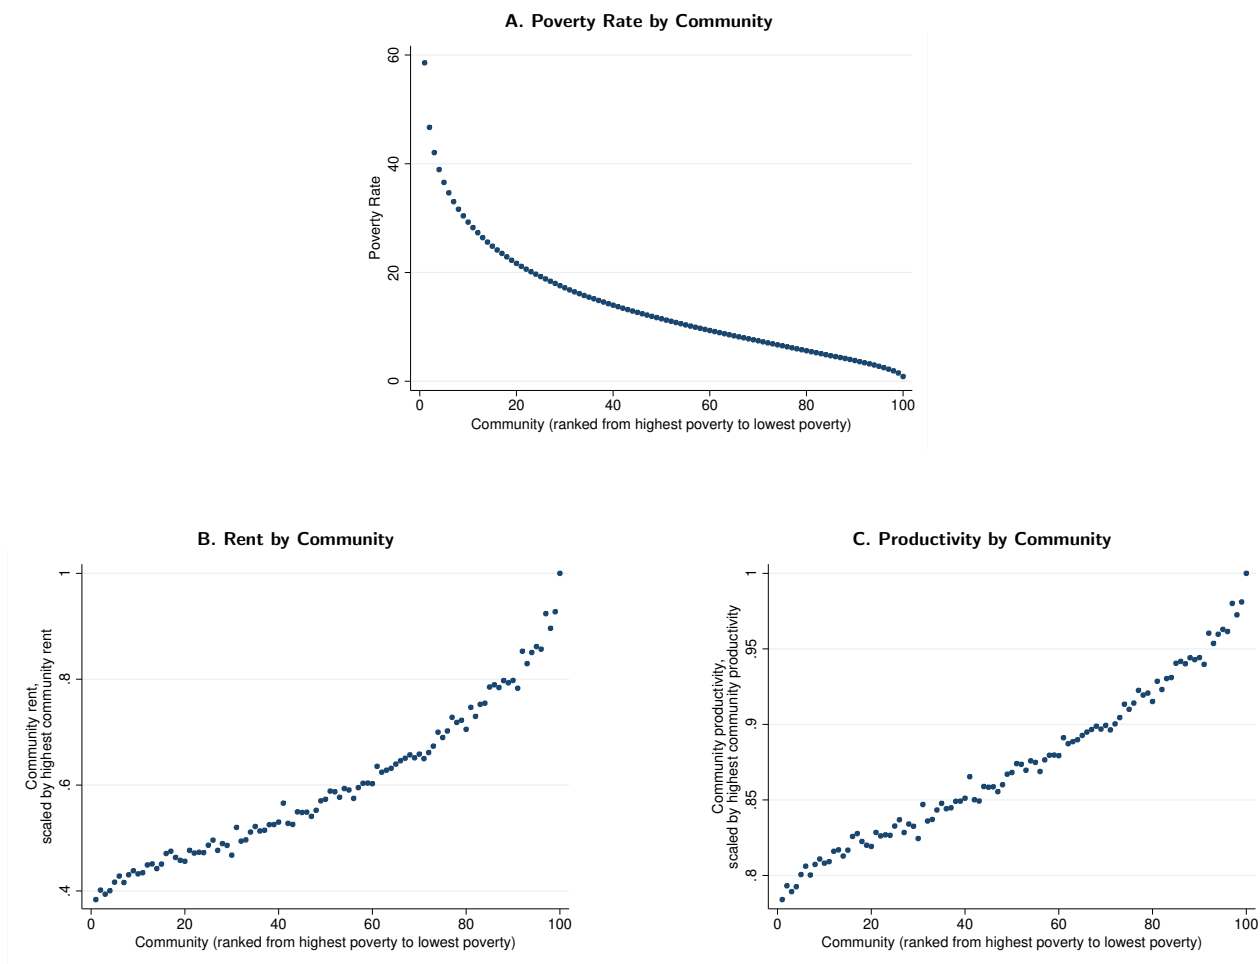 A. Poverty Rate by Community
60
40
20
0
Poverty Rate
0 20 40 60 80 100
Community (ranked from highest poverty to lowest poverty)
B. Rent by Community
1
.8
.6
.4
Community rent,
scaled by highest community rent
0 20 40 60 80 100
Community (ranked from highest poverty to lowest poverty)
C. Productivity by Community
1
.95
.9
.85
.8
Community productivity,
scaled by highest community productivity
0 20 40 60 80 100
Community (ranked from highest poverty to lowest poverty)